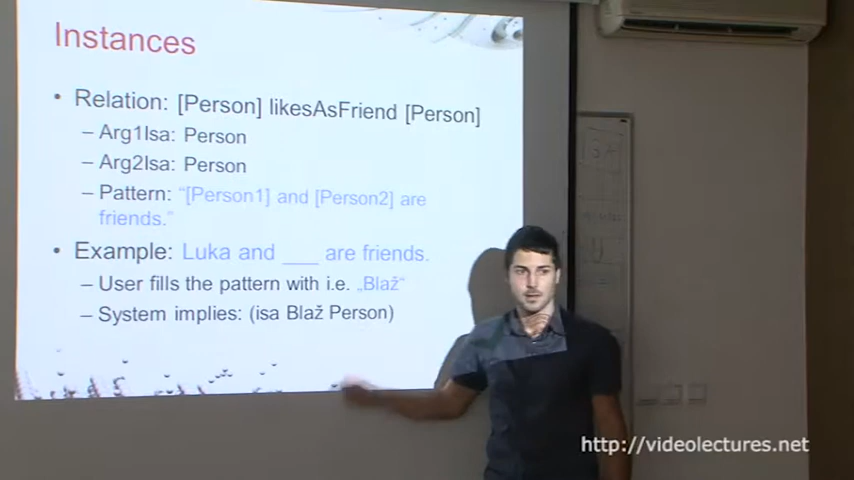 Instances
• Relation: [Person] likesAsFriend [Person]
– Arg1Isa: Person
– Arg2Isa: Person
– Pattern: "[Person1] and [Person2] are
friends."
• Example: Luka and ___ are friends.
– User fills the pattern with i.e. „Blaž“
– System implies: (isa Blaž Person)
http://videolectures.net